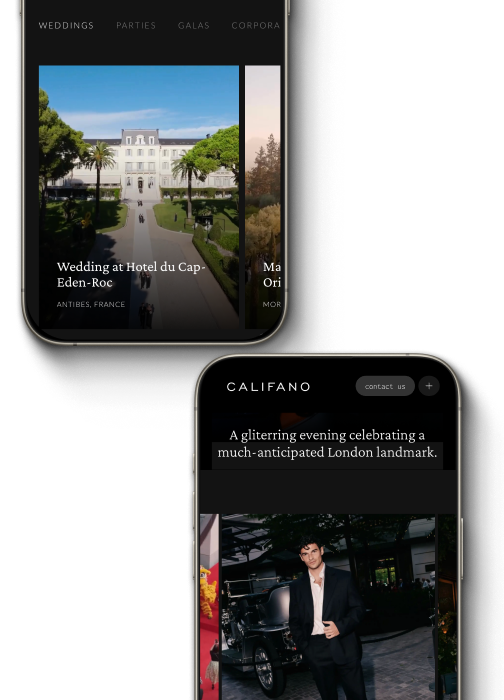 WEDDINGS PARTIES GALAS CORPORA
Wedding at Hotel du Cap-
Eden-Roc
ANTIBES, FRANCE
Ma
Ori
MOR
CALIFANO
contact us +
A gliterring evening celebrating a
much-anticipated London landmark.